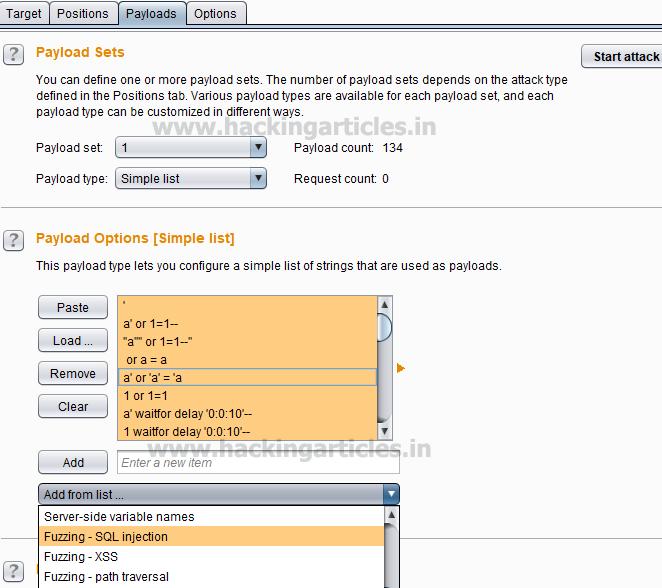 Target Positions Payloads Options
? Payload Sets Start attack
You can define one or more payload sets. The number of payload sets depends on the attack type
defined in the Positions tab. Various payload types are available for each payload set, and each
payload type can be customized in different ways.
www.hackingarticles.in
Payload set: 1 Payload count: 134
Payload type: Simple list Request count: 0
? Payload Options [Simple list]
This payload type lets you configure a simple list of strings that are used as payloads.
Paste
Load ...
Remove
Clear
'
a' or 1=1--
"a"" or 1=1--"
or a = a
a' or 'a' = 'a
1 or 1=1
a' waitfor delay '0:0:10'--
1 waitfor delay '0:0:10'--
www.hackingarticles.in
Add Enter a new item
Add from list ...
Server-side variable names
Fuzzing - SQL injection
Fuzzing - XSS
Fuzzing - path traversal
?